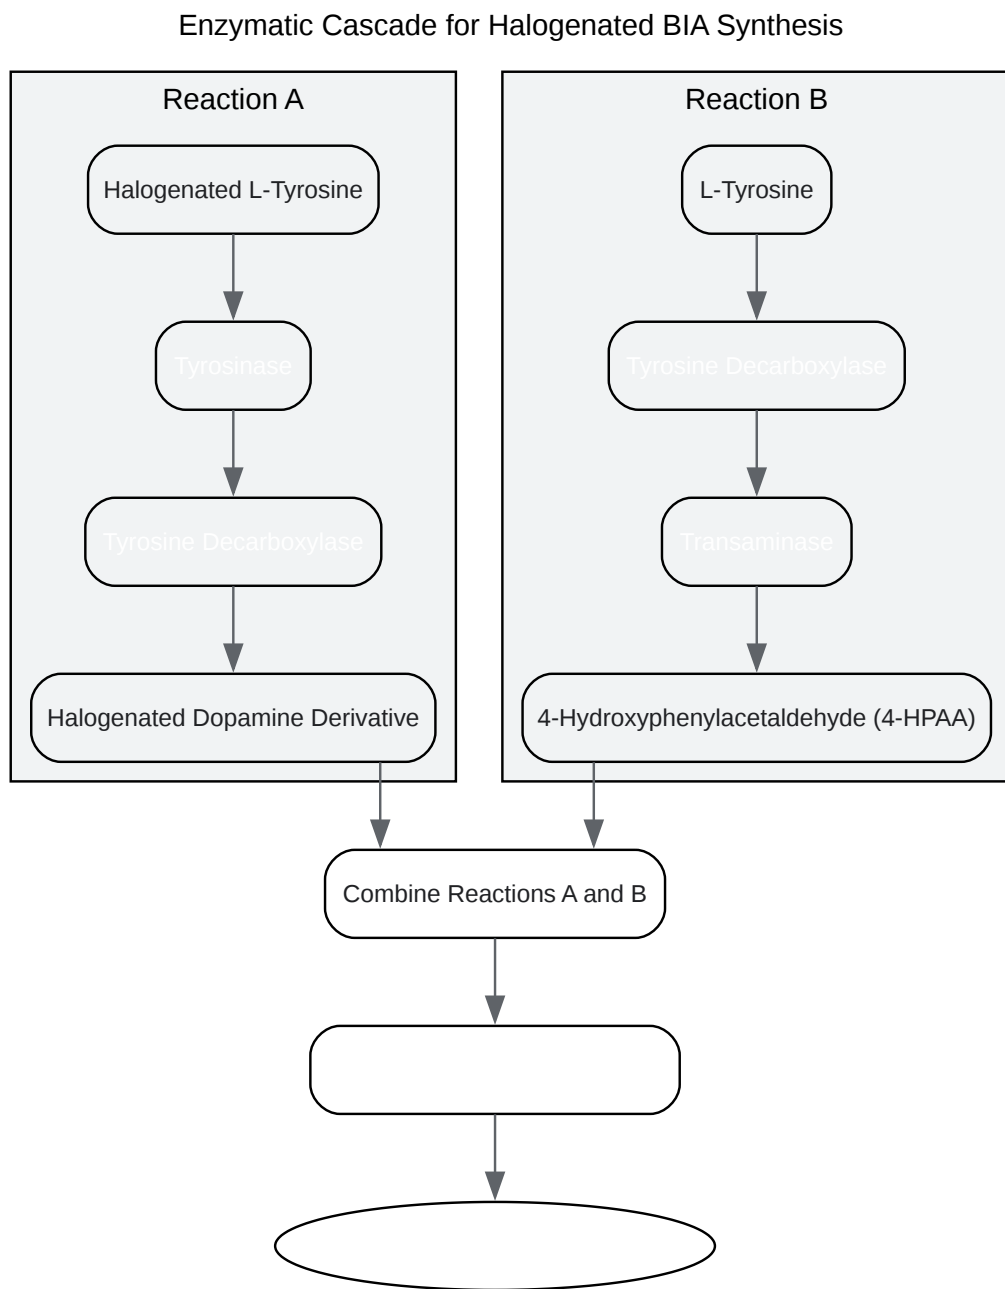 Enzymatic Cascade for Halogenated BIA Synthesis
Reaction A
Halogenated L-Tyrosine
Tyrosinase
Tyrosine Decarboxylase
Halogenated Dopamine Derivative
Reaction B
L-Tyrosine
Tyrosine Decarboxylase
Transaminase
4-Hydroxyphenylacetaldehyde (4-HPAA)
Combine Reactions A and B